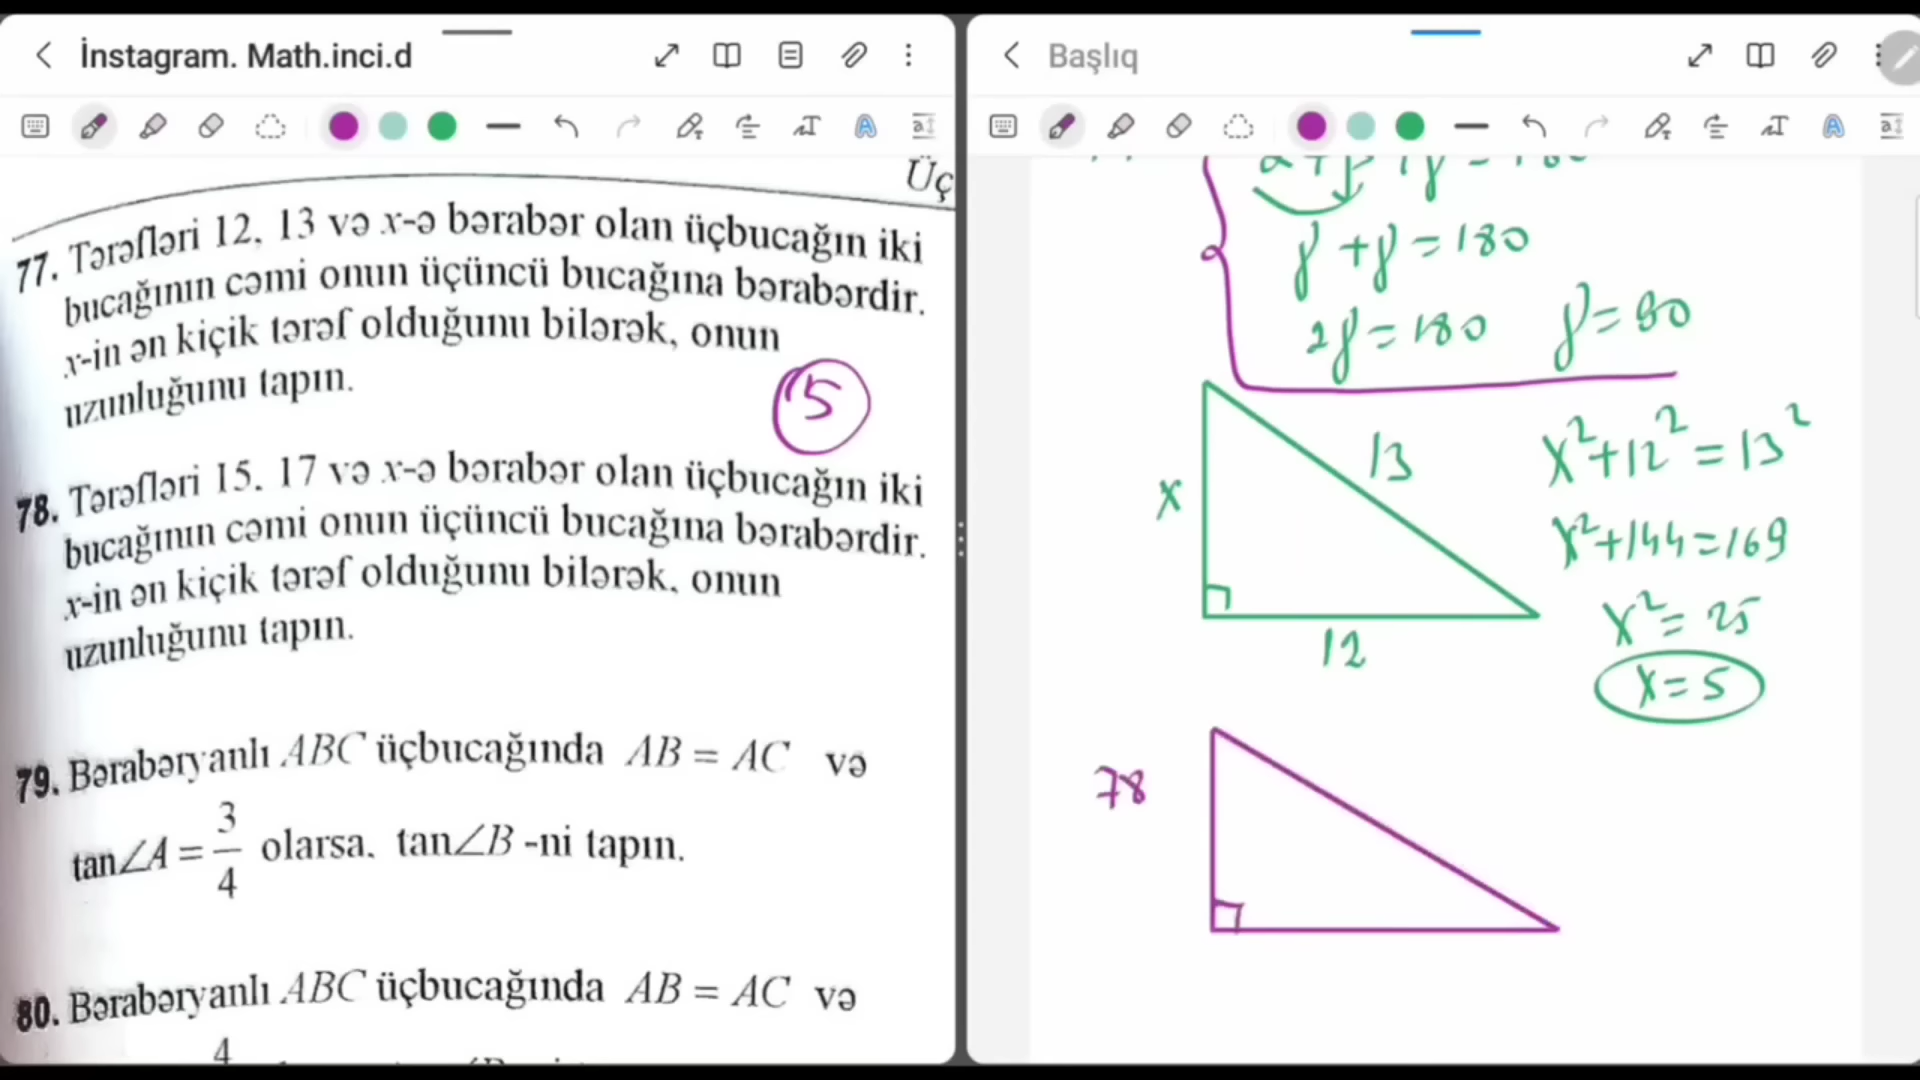 İnstagram. Math.inci.d
Üç
77. Tərəfləri 12, 13 və x-ə bərabər olan üçbucağın iki
bucağının cəmi onun üçüncü bucağına bərabərdir.
x-in ən kiçik tərəf olduğunu bilərək, onun
uzunluğunu tapın.
5
78. Tərəfləri 15, 17 və x-ə bərabər olan üçbucağın iki
bucağının cəmi onun üçüncü bucağına bərabərdir.
x-in ən kiçik tərəf olduğunu bilərək, onun
uzunluğunu tapın.
79. Bərabəryanlı ABC üçbucağında AB = AC və
tan∠A = 3/4 olarsa, tan∠B -ni tapın.
80. Bərabəryanlı ABC üçbucağında AB = AC və
4
Başlıq
γ + γ = 180
2γ = 180 γ = 90
x
13
12
x² + 12² = 13²
x² + 144 = 169
x² = 25
x = 5
78